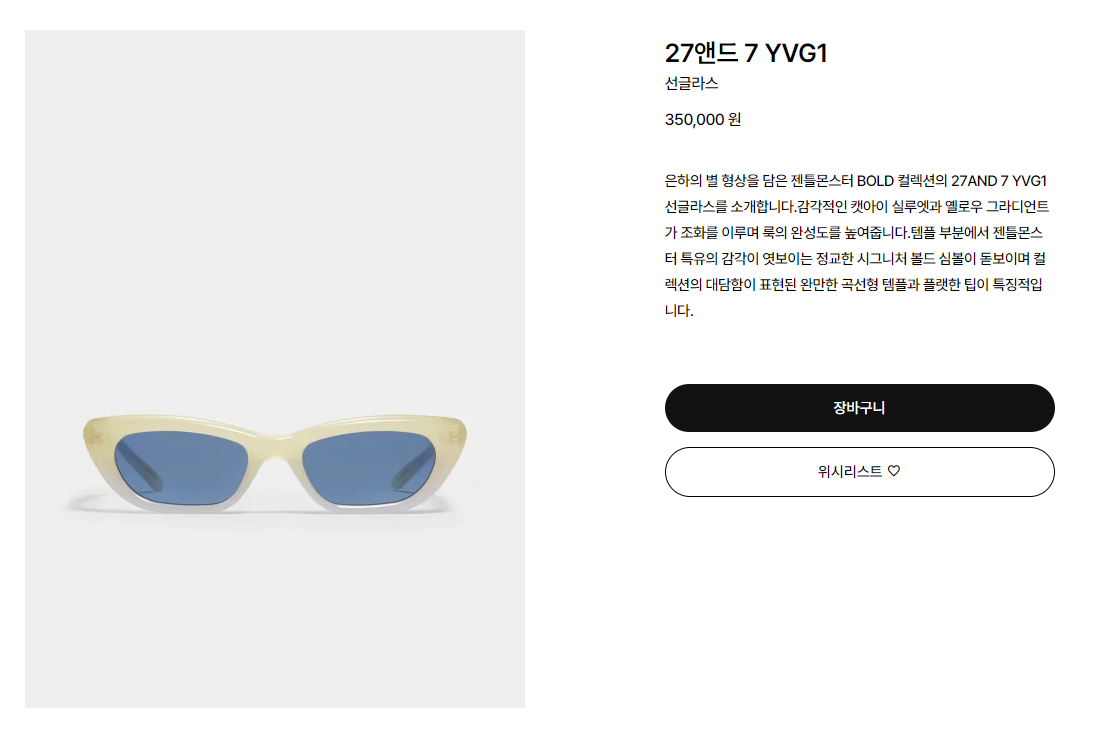 27앤드 7 YVG1
선글라스
350,000 원
은하의 별 형상을 담은 젠틀몬스터 BOLD 컬렉션의 27AND 7 YVG1
선글라스를 소개합니다.감각적인 캣아이 실루엣과 옐로우 그라디언트
가 조화를 이루며 룩의 완성도를 높여줍니다.템플 부분에서 젠틀몬스
터 특유의 감각이 엿보이는 정교한 시그니처 볼드 심볼이 돋보이며 컬
렉션의 대담함이 표현된 완만한 곡선형 템플과 플랫한 팁이 특징적입
니다.
장바구니
위시리스트 ♡